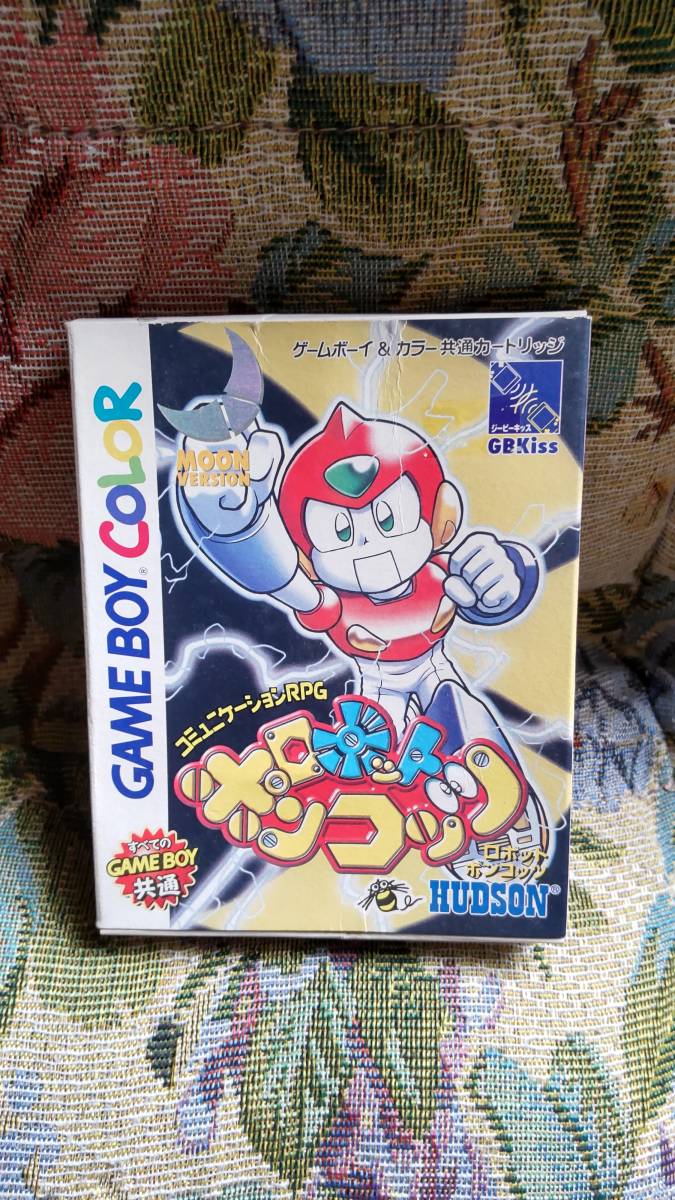 ゲームボーイ & カラー 共通カートリッジ
ジービーキッス
GBKiss
MOON
VERSION
GAME BOY® COLOR
コミュニケーションRPG
ロボット
ポンコッツ
ロボット
ポンコッツ
すべての
GAME BOY
共通
HUDSON®